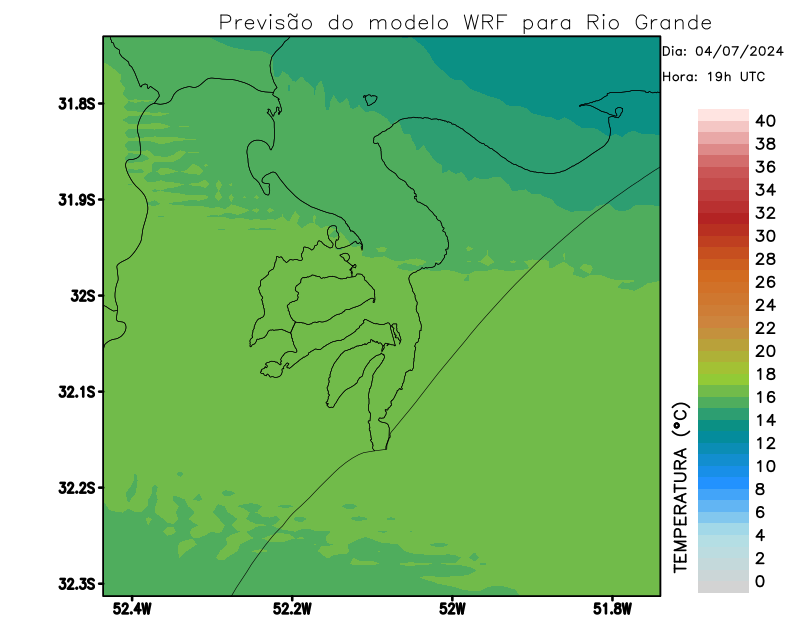 Previsão do modelo WRF para Rio Grande
Dia: 04/07/2024
Hora: 19h UTC
31.8S
31.9S
32S
32.1S
32.2S
32.3S
52.4W
52.2W
52W
51.8W
TEMPERATURA (°C)
40
38
36
34
32
30
28
26
24
22
20
18
16
14
12
10
8
6
4
2
0